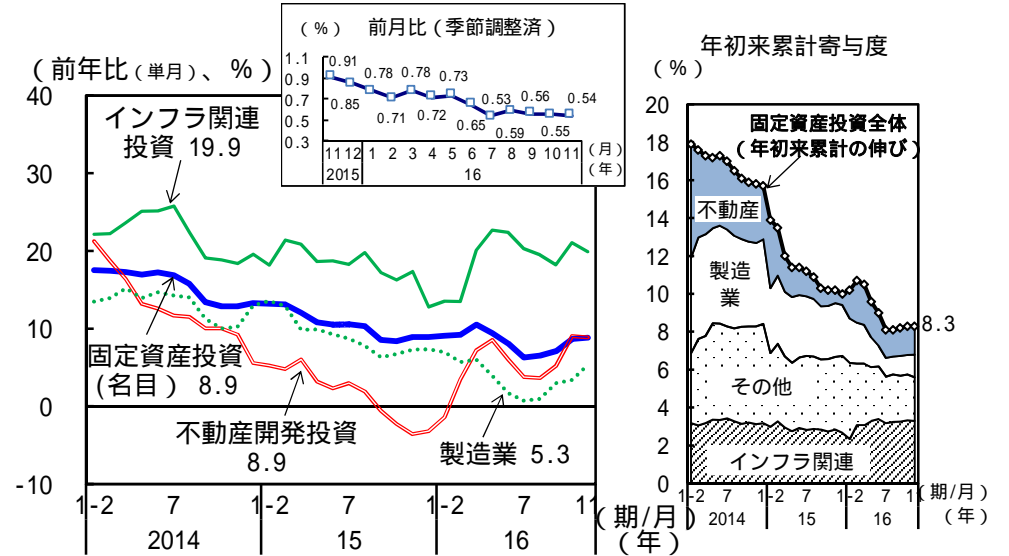 （前年比（単月）、％）
40
30
20
10
0
-10
インフラ関連
投資 19.9
固定資産投資
(名目) 8.9
不動産開発投資
8.9
製造業 5.3
1-2 7 1-2 7 1-2 7 11
2014 15 16
（期/月）
（年）
（％） 前月比（季節調整済）
1.1
0.9
0.7
0.5
0.3
0.91 0.78 0.78 0.73 0.53 0.56 0.54
0.85 0.71 0.72 0.65 0.59 0.55
11 12 1 2 3 4 5 6 7 8 9 10 11 （月）
2015 16 （年）
年初来累計寄与度
（％）
20
18
16
14
12
10
8
6
4
2
0
固定資産投資全体
（年初来累計の伸び）
不動産
製造
業
その他
インフラ関連
8.3
1-2 7 1-2 7 1-2 7 11 （期/月）
2014 15 16 （年）